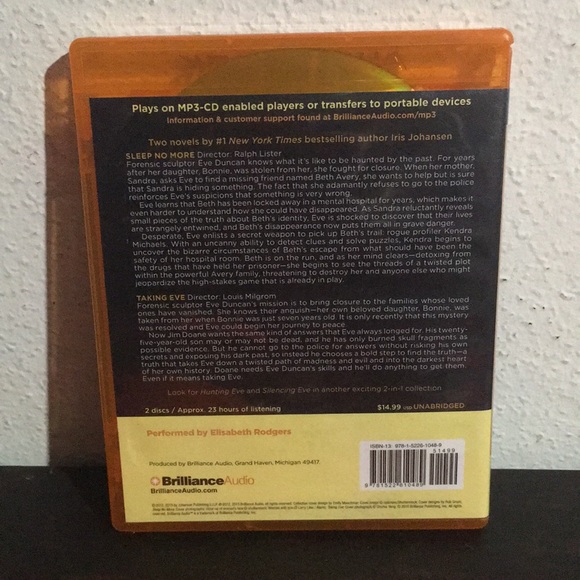 Plays on MP3-CD enabled players or transfers to portable devices
Information & customer support found at BrillianceAudio.com/mp3
Two novels by #1 New York Times bestselling author Iris Johansen
SLEEP NO MORE Director: Ralph Lister
Forensic sculptor Eve Duncan knows what it's like to be haunted by the past. For years
after her daughter, Bonnie, was stolen from her, she fought for closure. When her mother,
Sandra, asks Eve to find a missing friend named Beth Avery, she wants to help but is sure
that Sandra is hiding something. The fact that she adamantly refuses to go to the police
reinforces Eve's suspicions that something is very wrong.
Eve learns that Beth has been locked away in a mental hospital for years, which makes it
even harder to understand how she could have disappeared. As Sandra reluctantly reveals
small pieces of the truth about Beth's identity, Eve is shocked to discover that their lives
are strangely entwined, and Beth's disappearance now puts them all in grave danger.
Desperate, Eve enlists a secret weapon to pick up Beth's trail: rogue profiler Kendra
Michaels. With an uncanny ability to detect clues and solve puzzles, Kendra begins to
uncover the bizarre circumstances of Beth's escape from what should have been the
safety of her hospital room. Beth is on the run, and as her mind clears—detoxing from
the drugs that have held her prisoner—she begins to see the threads of a twisted plot
within the powerful Avery family, threatening to destroy her and anyone else who might
jeopardize the high-stakes game that is already in play.
TAKING EVE Director: Louis Milgrom
Forensic sculptor Eve Duncan's mission is to bring closure to the families whose loved
ones have vanished. She knows their anguish—her own beloved daughter, Bonnie, was
taken from her when Bonnie was just seven years old. It is only recently that this mystery
was resolved and Eve could begin her journey to peace.
Now Jim Doane wants the same kind of answers that Eve always longed for. His twenty-
five-year-old son may or may not be dead, and he has only burned skull fragments as
possible evidence. But he cannot go to the police for answers without risking his own
secrets and exposing his dark past, so instead he chooses a bold step to find the truth—a
truth that takes Eve down a twisted path of madness and evil and into the darkest heart
of her own history. Doane needs Eve Duncan's skills and he'll do anything to get them.
Even if it means taking Eve.
Look for Hunting Eve and Silencing Eve in another exciting 2-in-1 collection
2 discs / Approx. 23 hours of listening
$14.99 USD UNABRIDGED
Performed by Elisabeth Rodgers
ISBN-13: 978-1-5226-1048-9
51499
9 781522 610489
Produced by Brilliance Audio, Grand Haven, Michigan 49417.
BrillianceAudio
BrillianceAudio.com